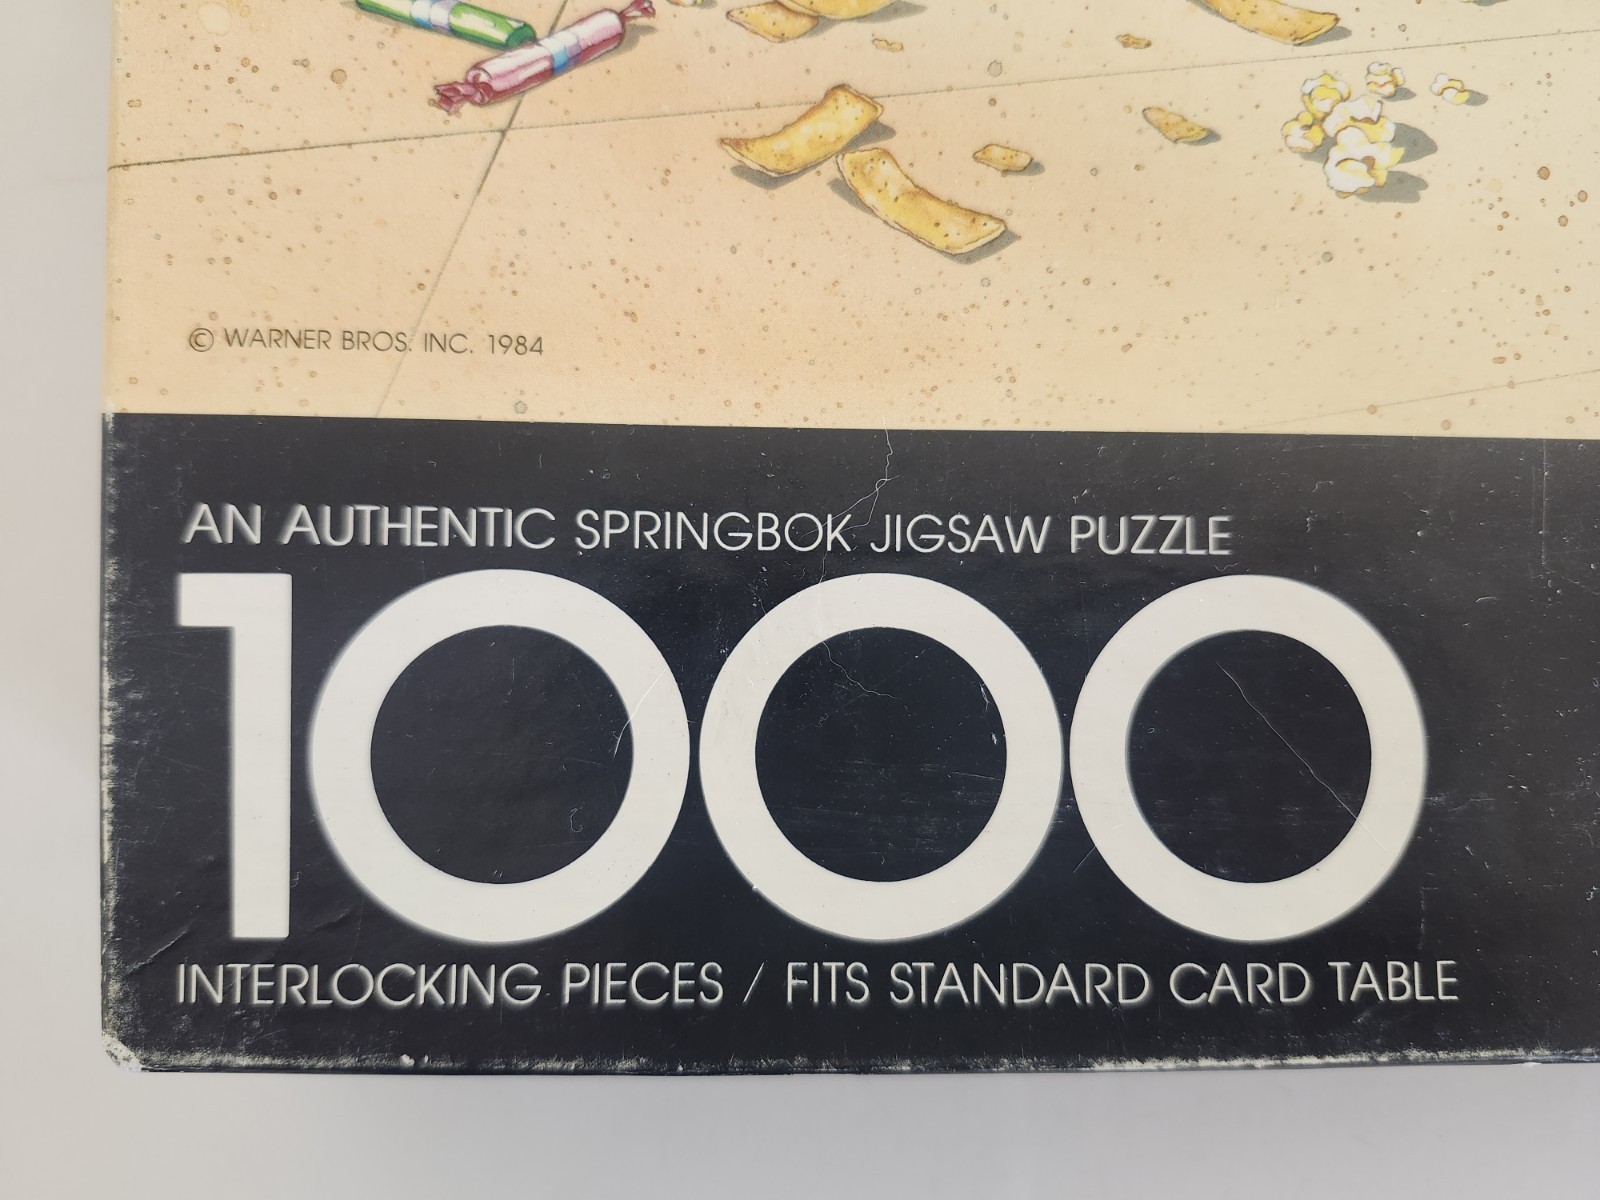 © WARNER BROS. INC. 1984
AN AUTHENTIC SPRINGBOK JIGSAW PUZZLE
1000
INTERLOCKING PIECES / FITS STANDARD CARD TABLE